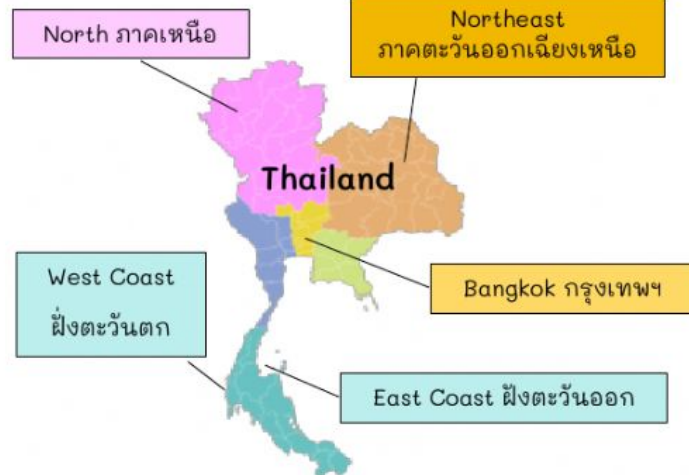 North ภาคเหนือ
Northeast
ภาคตะวันออกเฉียงเหนือ
Thailand
West Coast
ฝั่งตะวันตก
Bangkok กรุงเทพฯ
East Coast ฝั่งตะวันออก